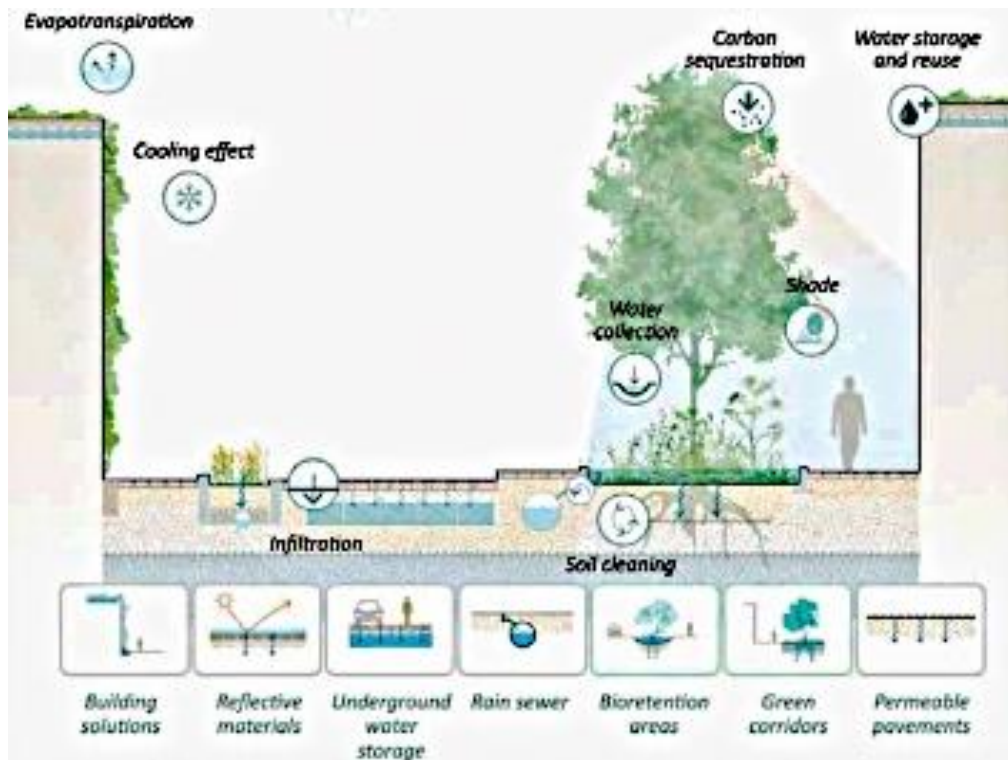 Evapotranspiration
Carbon
sequestration
Water storage
and reuse
Cooling effect
Shade
Water
collection
Infiltration
Soil cleaning
Building
solutions
Reflective
materials
Underground
water
storage
Rain sewer
Bioretention
areas
Green
corridors
Permeable
pavements